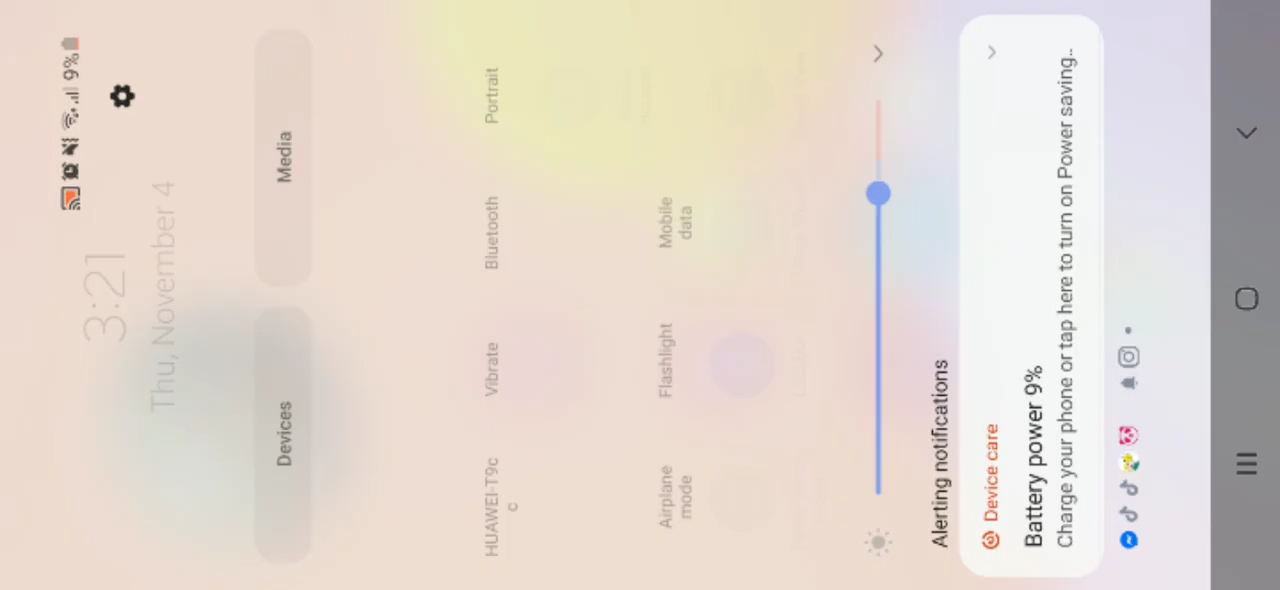 9%
3:21
Thu, November 4
Devices
Media
HUAWEI-T9c
c
Vibrate
Bluetooth
Portrait
Airplane
mode
Flashlight
Mobile
data
Alerting notifications
Device care
Battery power 9%
Charge your phone or tap here to turn on Power saving..